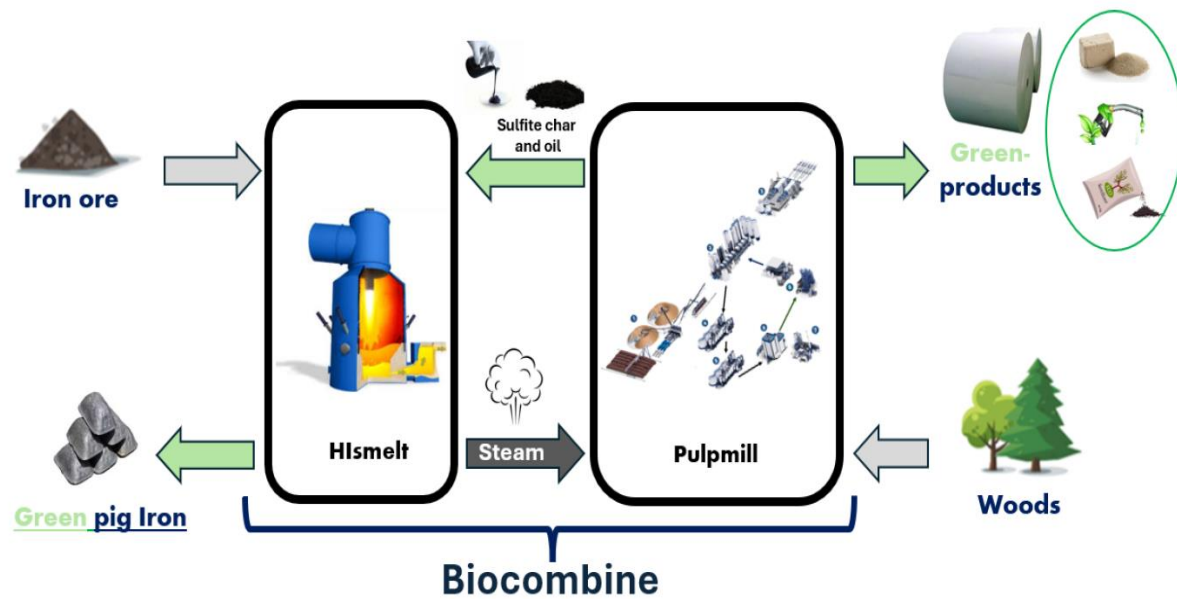 Sulfite char
and oil
Iron ore
Green-
products
HIsmelt
Steam
Pulpmill
Green pig Iron
Woods
Biocombine